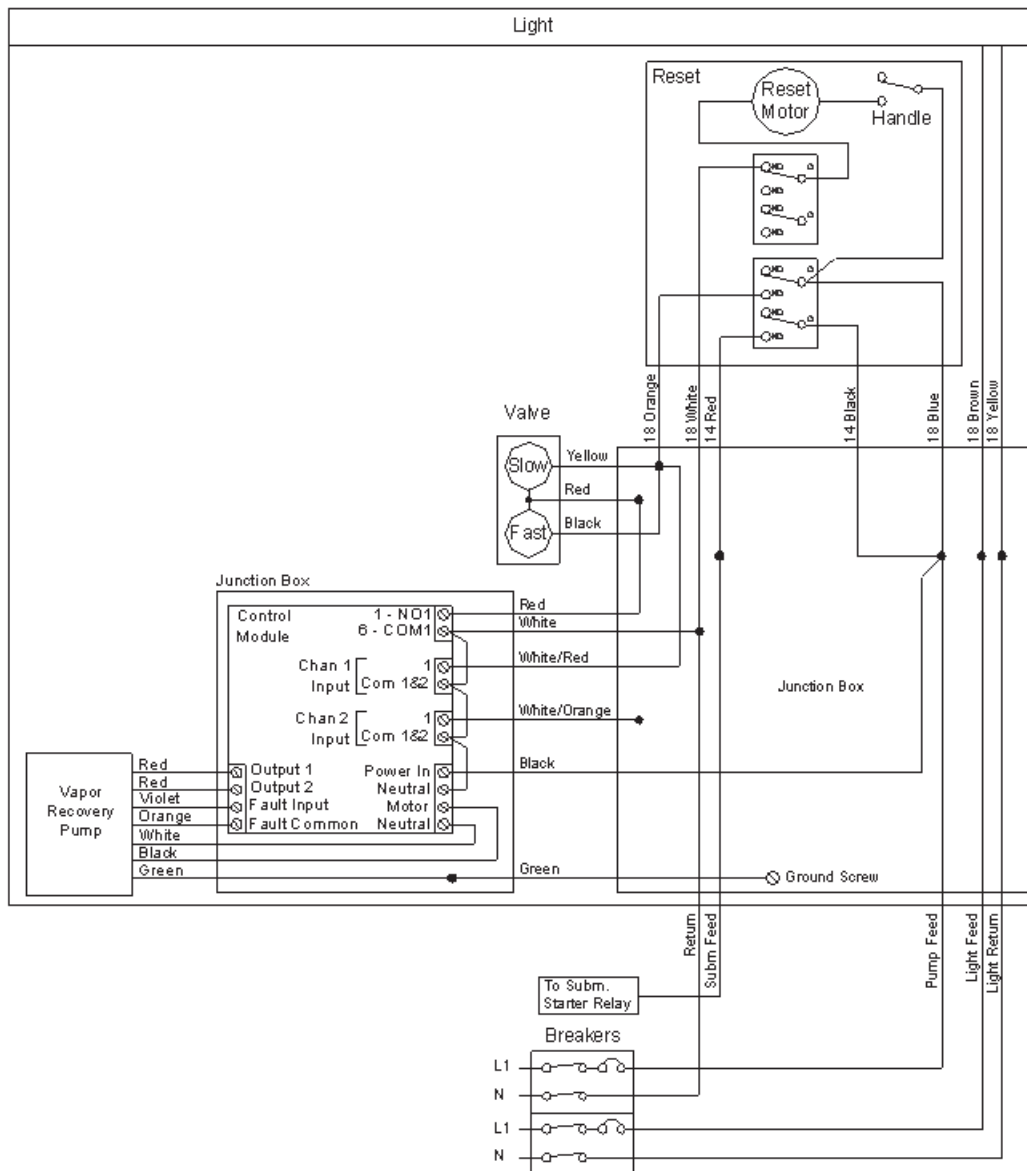 Light
Reset
Reset
Motor
Handle
18 Orange
18 White
14 Red
14 Black
18 Blue
18 Brown
18 Yellow
Valve
Slow
Fast
Yellow
Red
Black
Junction Box
Control
Module
1 - NO1
6 - COM1
Chan 1
Input
1
Com 1&2
Chan 2
Input
1
Com 1&2
Output 1
Output 2
Fault Input
Fault Common
Power In
Neutral
Motor
Neutral
Red
White
White/Red
White/Orange
Black
Junction Box
Vapor
Recovery
Pump
Red
Red
Violet
Orange
White
Black
Green
Green
Ground Screw
Return
Subm Feed
Pump Feed
Light Feed
Light Return
To Subm.
Starter Relay
Breakers
L1
N
L1
N